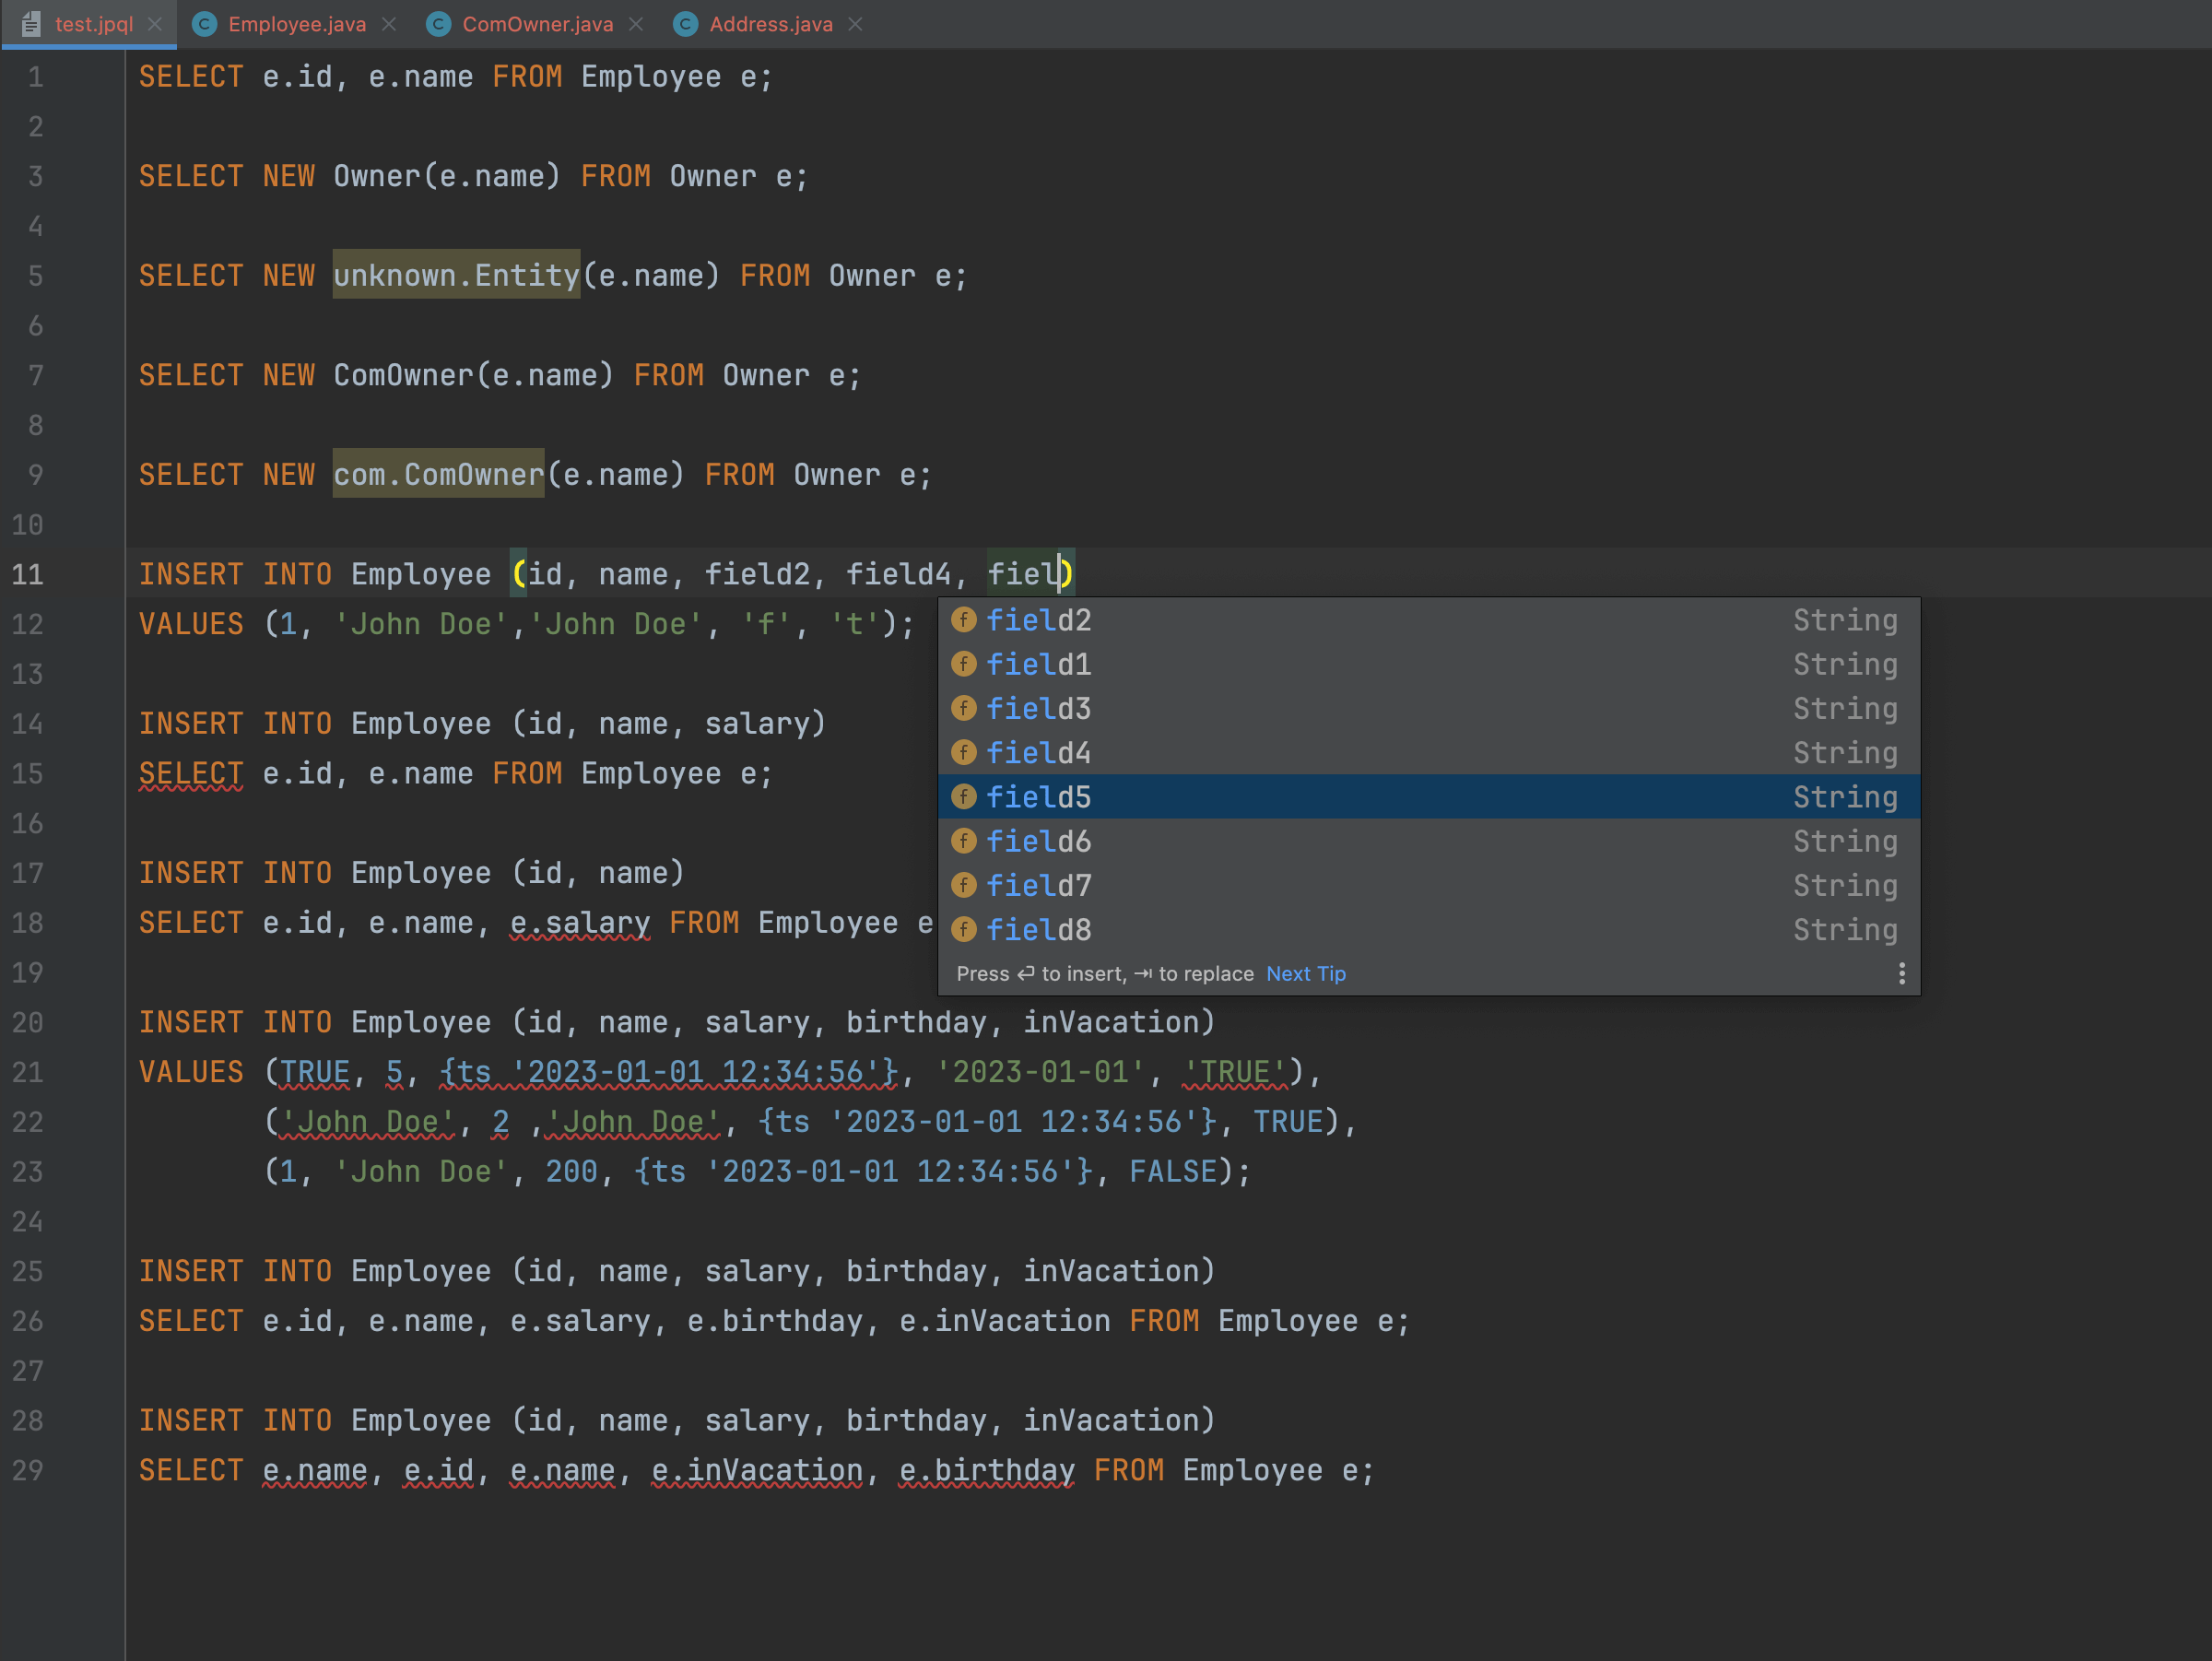 test.jpql Employee.java ComOwner.java Address.java
1 SELECT e.id, e.name FROM Employee e;
2
3 SELECT NEW Owner(e.name) FROM Owner e;
4
5 SELECT NEW unknown.Entity(e.name) FROM Owner e;
6
7 SELECT NEW ComOwner(e.name) FROM Owner e;
8
9 SELECT NEW com.ComOwner(e.name) FROM Owner e;
10
11 INSERT INTO Employee (id, name, field2, field4, fiel)
12 VALUES (1, 'John Doe','John Doe', 'f', 't');
f field2 String
f field1 String
f field3 String
f field4 String
f field5 String
f field6 String
f field7 String
f field8 String
Press ↩ to insert, ⇥ to replace Next Tip
13
14 INSERT INTO Employee (id, name, salary)
15 SELECT e.id, e.name FROM Employee e;
16
17 INSERT INTO Employee (id, name)
18 SELECT e.id, e.name, e.salary FROM Employee e
19
20 INSERT INTO Employee (id, name, salary, birthday, inVacation)
21 VALUES (TRUE, 5, {ts '2023-01-01 12:34:56'}, '2023-01-01', 'TRUE'),
22 ('John Doe', 2 ,'John Doe', {ts '2023-01-01 12:34:56'}, TRUE),
23 (1, 'John Doe', 200, {ts '2023-01-01 12:34:56'}, FALSE);
24
25 INSERT INTO Employee (id, name, salary, birthday, inVacation)
26 SELECT e.id, e.name, e.salary, e.birthday, e.inVacation FROM Employee e;
27
28 INSERT INTO Employee (id, name, salary, birthday, inVacation)
29 SELECT e.name, e.id, e.name, e.inVacation, e.birthday FROM Employee e;